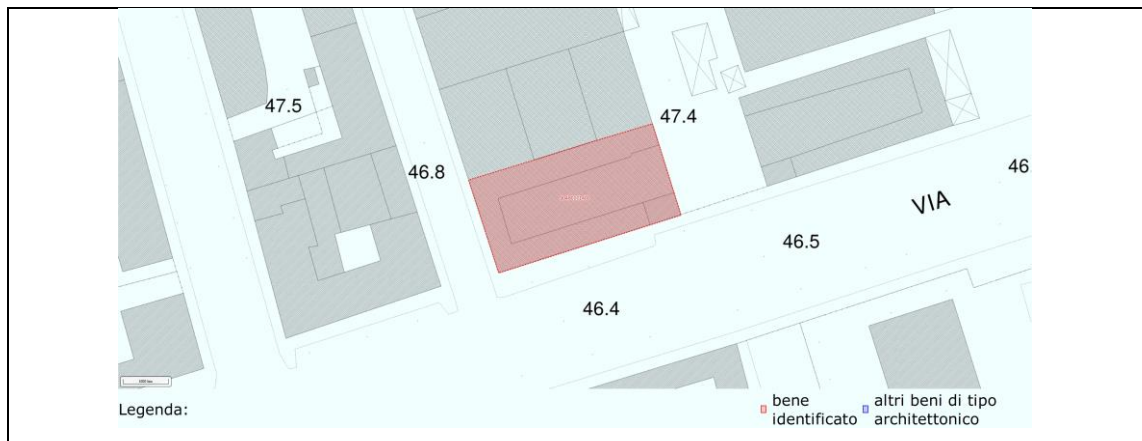 47.5
47.4
46.8
46
VIA
46.5
46.4
Legenda:
bene
identificato
altri beni di tipo
architettonico